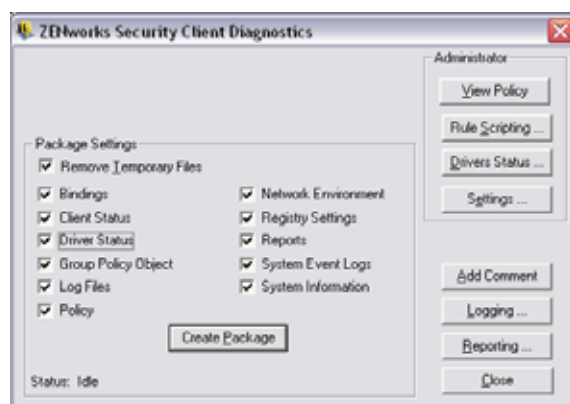 ZENworks Security Client Diagnostics
Administrator
View Policy
Rule Scripting ...
Drivers Status ...
Settings ...
Package Settings
Remove Temporary Files
Bindings
Network Environment
Client Status
Registry Settings
Driver Status
Reports
Group Policy Object
System Event Logs
Log Files
System Information
Policy
Create Package
Add Comment
Logging ...
Reporting ...
Close
Status: Idle